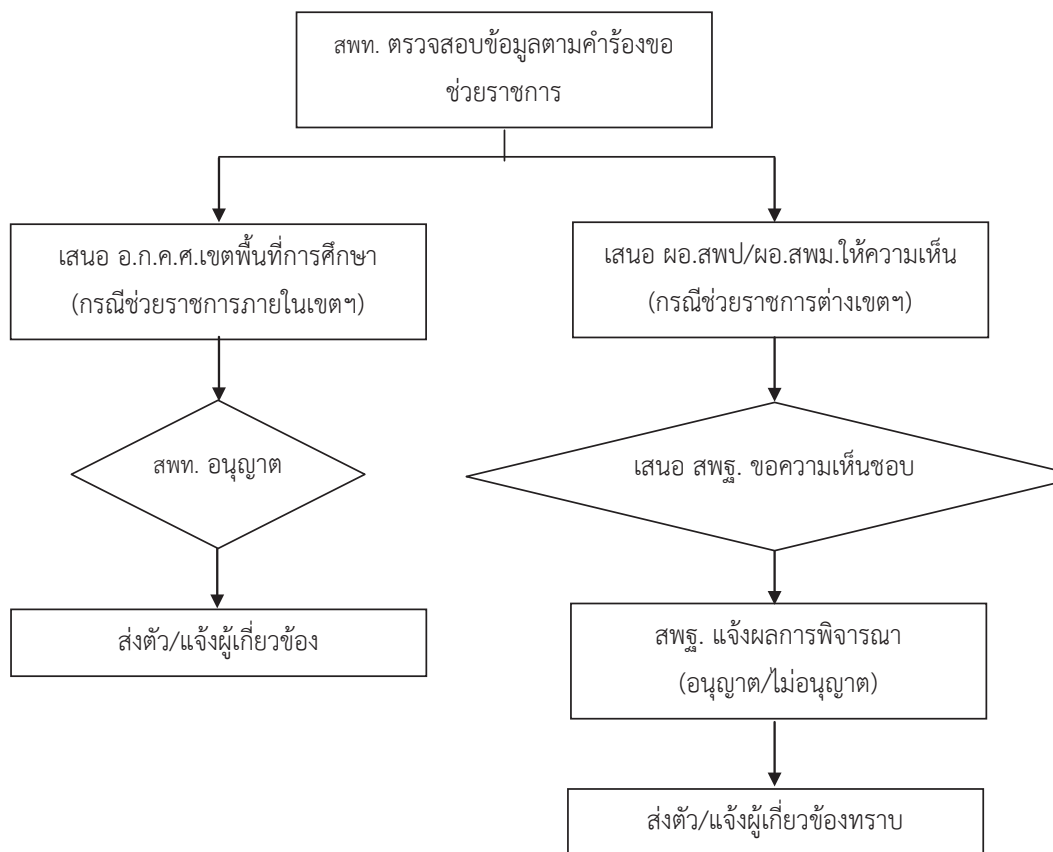 สพท. ตรวจสอบข้อมูลตามคำร้องขอ
ช่วยราชการ
เสนอ อ.ก.ค.ศ.เขตพื้นที่การศึกษา
(กรณีช่วยราชการภายในเขตฯ)
เสนอ ผอ.สพป/ผอ.สพม.ให้ความเห็น
(กรณีช่วยราชการต่างเขตฯ)
สพท. อนุญาต
เสนอ สพฐ. ขอความเห็นชอบ
ส่งตัว/แจ้งผู้เกี่ยวข้อง
สพฐ. แจ้งผลการพิจารณา
(อนุญาต/ไม่อนุญาต)
ส่งตัว/แจ้งผู้เกี่ยวข้องทราบ